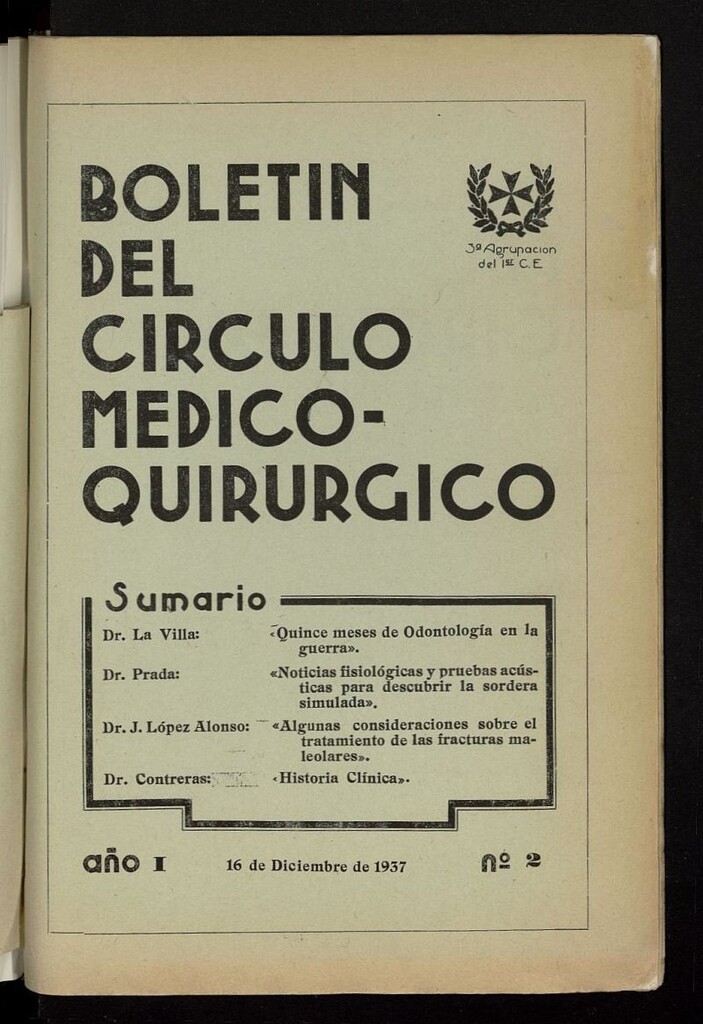 BOLETIN
DEL
CIRCULO
MEDICO-
QUIRURGICO
3ª Agrupacion
del 1er C.E
Sumario
Dr. La Villa: «Quince meses de Odontología en la
guerra».
Dr. Prada: «Noticias fisiológicas y pruebas acús-
ticas para descubrir la sordera
simulada».
Dr. J. López Alonso: «Algunas consideraciones sobre el
tratamiento de las fracturas ma-
leolares».
Dr. Contreras: «Historia Clínica».
año I 16 de Diciembre de 1937 nº 2